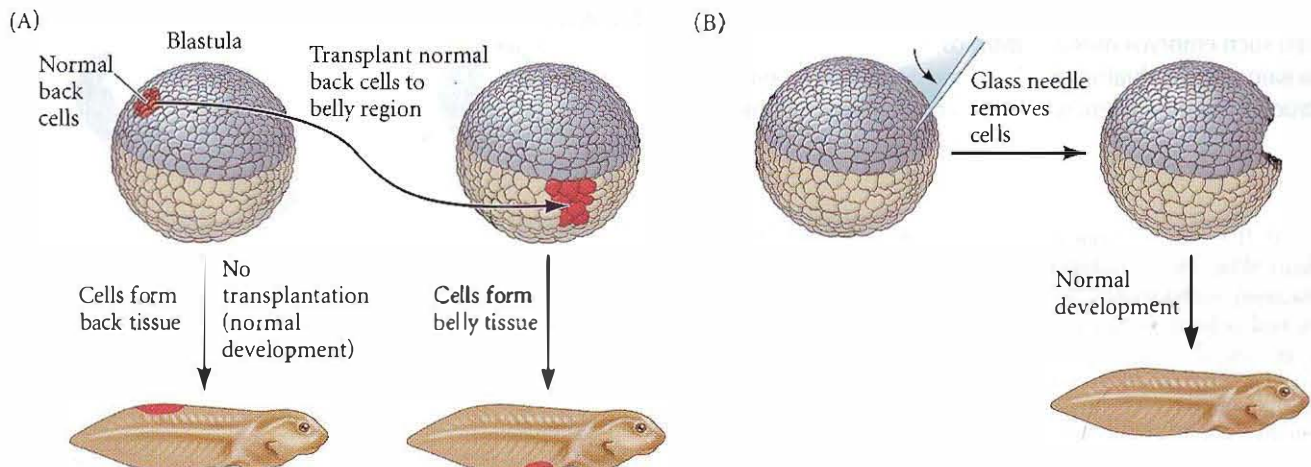 (A)
Blastula
Normal
back
cells
Transplant normal
back cells to
belly region
Cells form
back tissue
No
transplantation
(normal
development)
Cells form
belly tissue
(B)
Glass needle
removes
cells
Normal
development